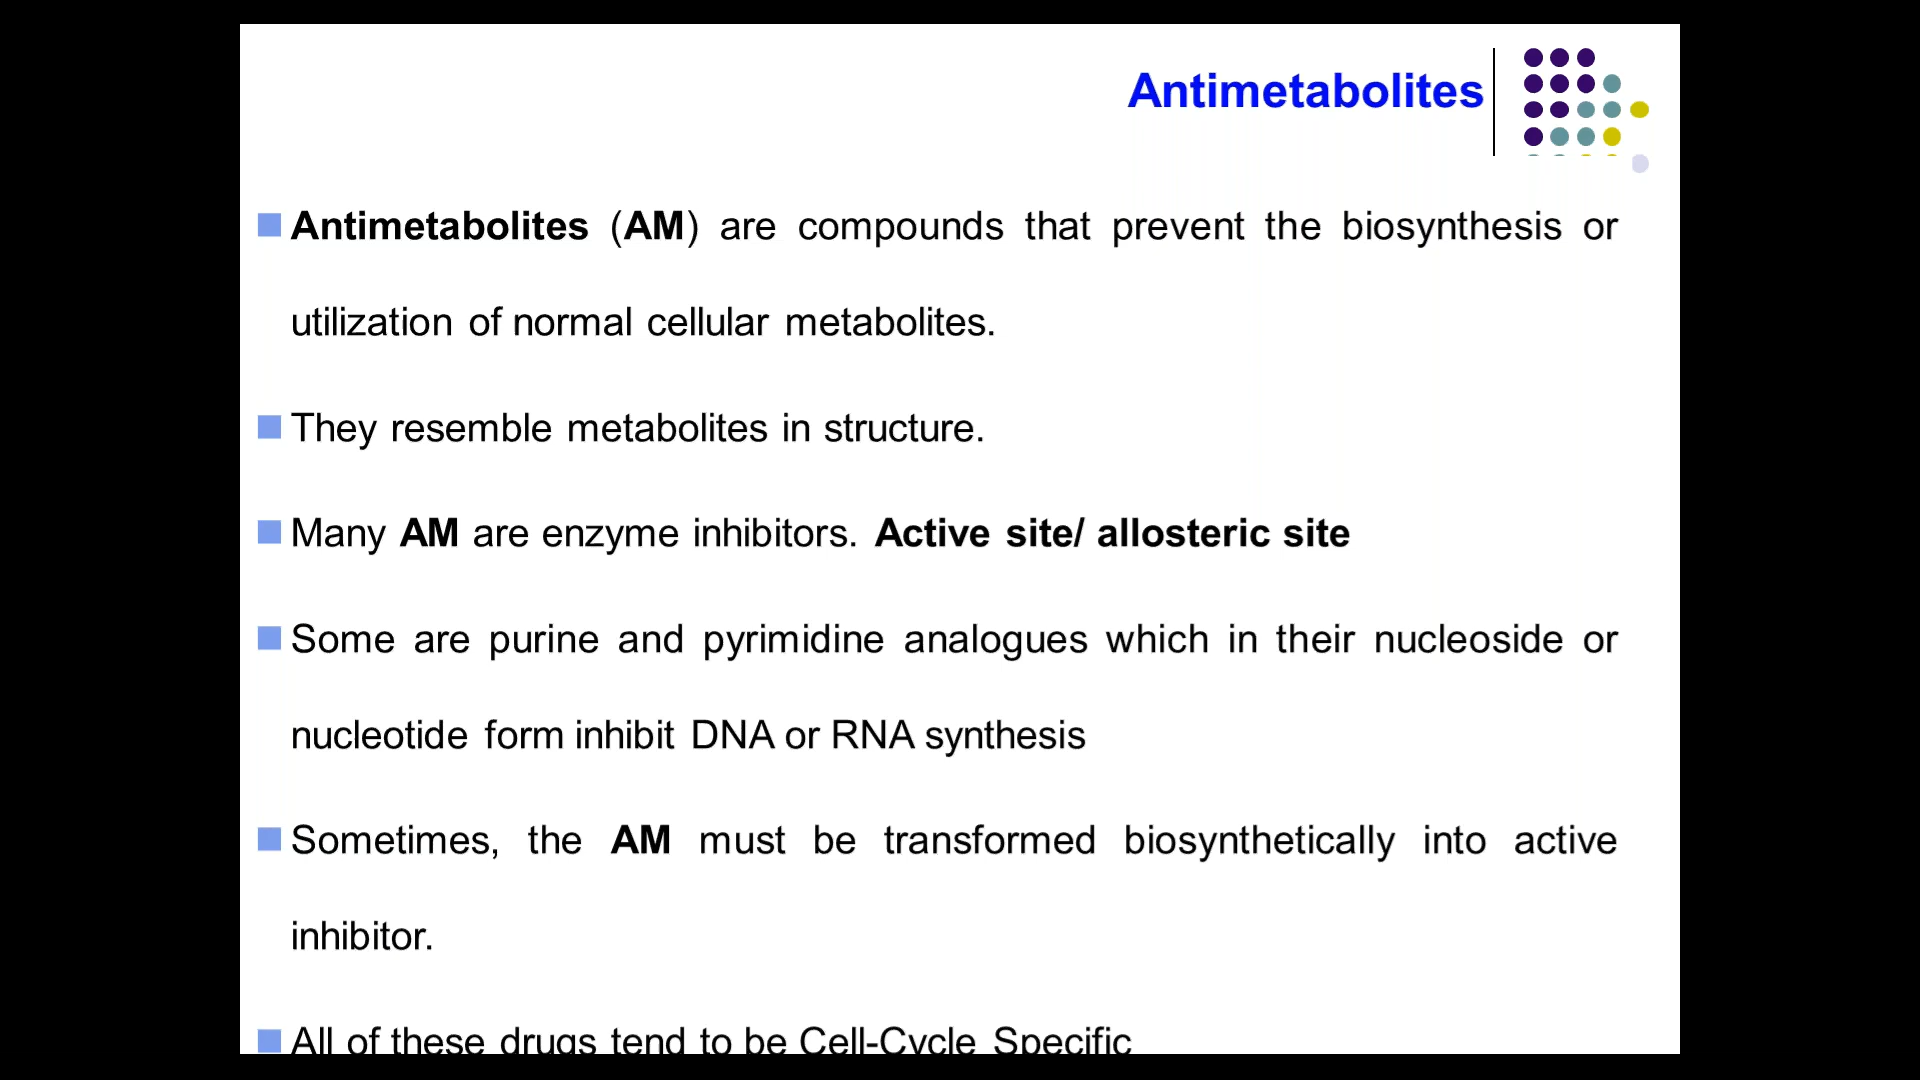 Antimetabolites
Antimetabolites (AM) are compounds that prevent the biosynthesis or
utilization of normal cellular metabolites.
They resemble metabolites in structure.
Many AM are enzyme inhibitors. Active site/ allosteric site
Some are purine and pyrimidine analogues which in their nucleoside or
nucleotide form inhibit DNA or RNA synthesis
Sometimes, the AM must be transformed biosynthetically into active
inhibitor.
All of these drugs tend to be Cell-Cycle Specific